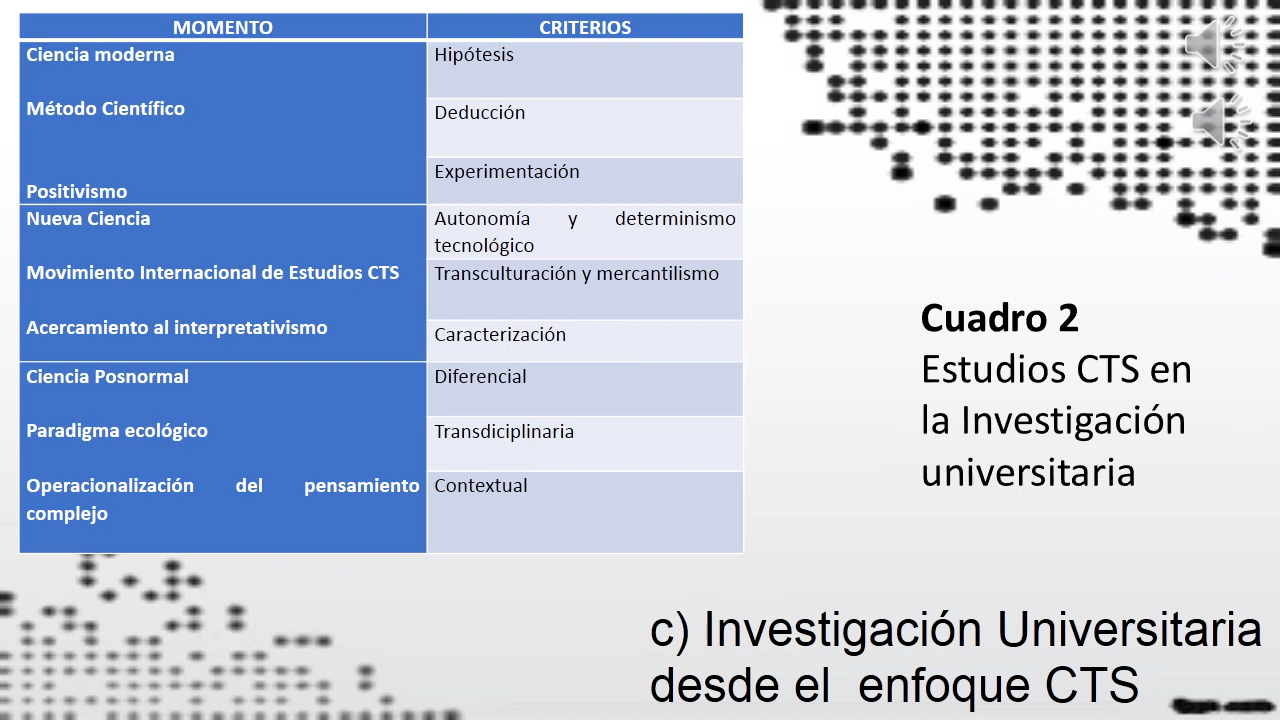 MOMENTO
CRITERIOS
Ciencia moderna
Método Científico
Positivismo
Hipótesis
Deducción
Experimentación
Nueva Ciencia
Movimiento Internacional de Estudios CTS
Acercamiento al interpretativismo
Autonomía y determinismo
tecnológico
Transculturación y mercantilismo
Caracterización
Ciencia Posnormal
Paradigma ecológico
Operacionalización del pensamiento
complejo
Diferencial
Transdiciplinaria
Contextual
Cuadro 2
Estudios CTS en
la Investigación
universitaria
c) Investigación Universitaria
desde el enfoque CTS